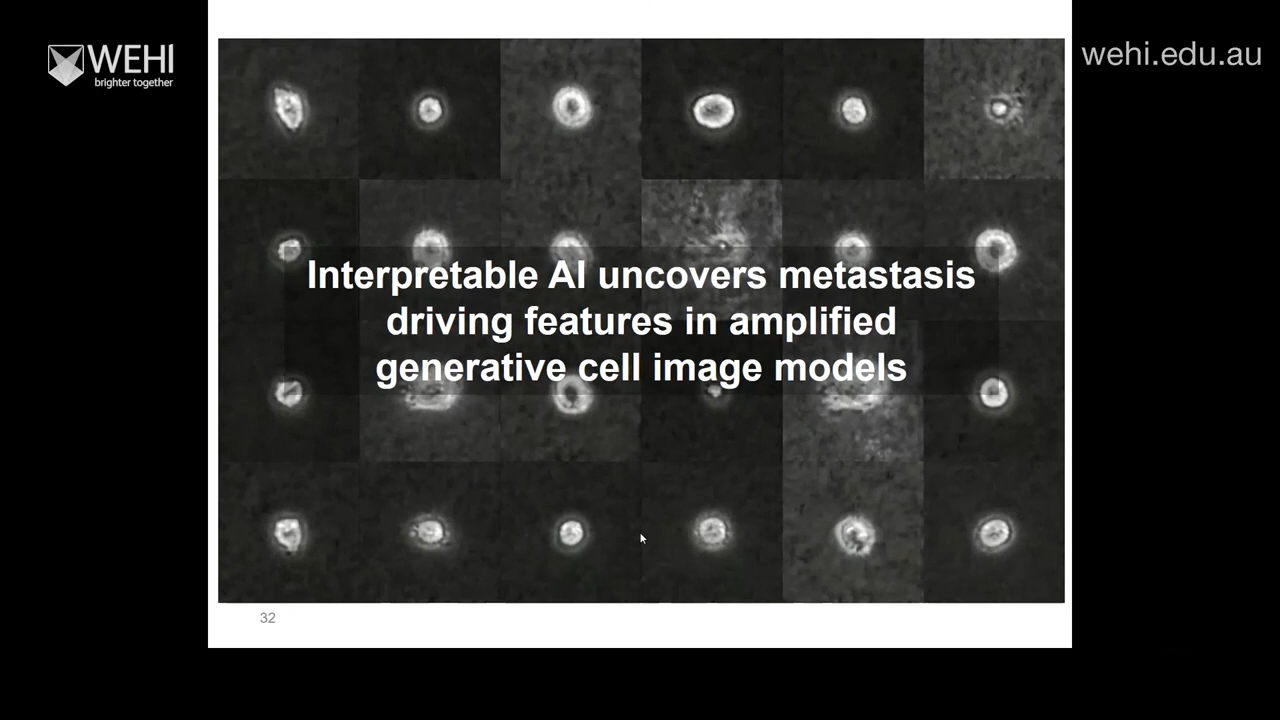 WEHI
brighter together
wehi.edu.au
Interpretable AI uncovers metastasis
driving features in amplified
generative cell image models
32